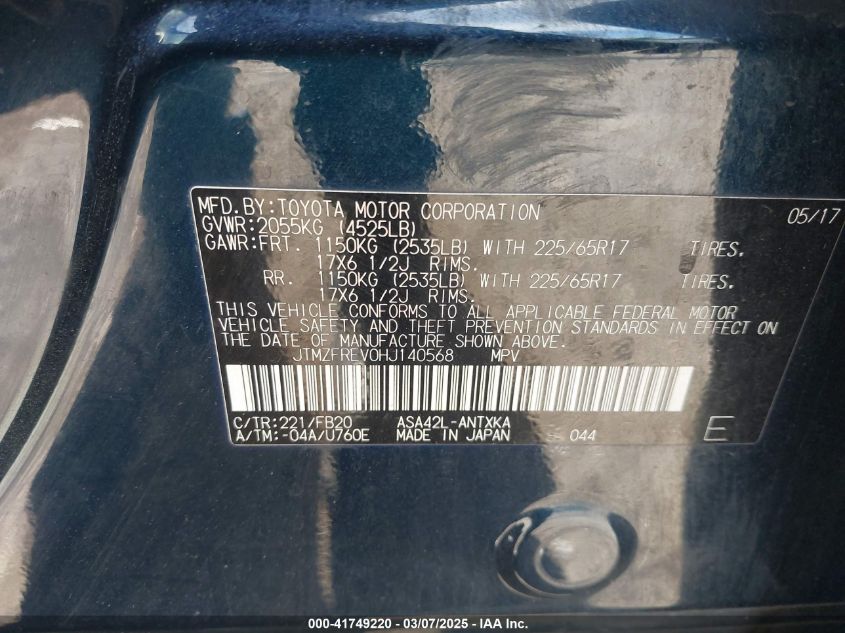 MFD.BY:TOYOTA MOTOR CORPORATION 05/17
GVWR:2055KG (4525LB)
GAWR:FRT. 1150KG (2535LB) WITH 225/65R17 TIRES.
17X6 1/2J RIMS.
RR. 1150KG (2535LB) WITH 225/65R17 TIRES.
17X6 1/2J RIMS.
THIS VEHICLE CONFORMS TO ALL APPLICABLE FEDERAL MOTOR
VEHICLE SAFETY AND THEFT PREVENTION STANDARDS IN EFFECT ON
THE DATE OF MANUFACTURE SHOWN ABOVE.
JTMZFREV0HJ140568 MPV
C/TR:221/FB20 ASA42L-ANTXKA
A/TM:-04A/U760E MADE IN JAPAN 044 E
000-41749220 — 03/07/2025 — IAA Inc.